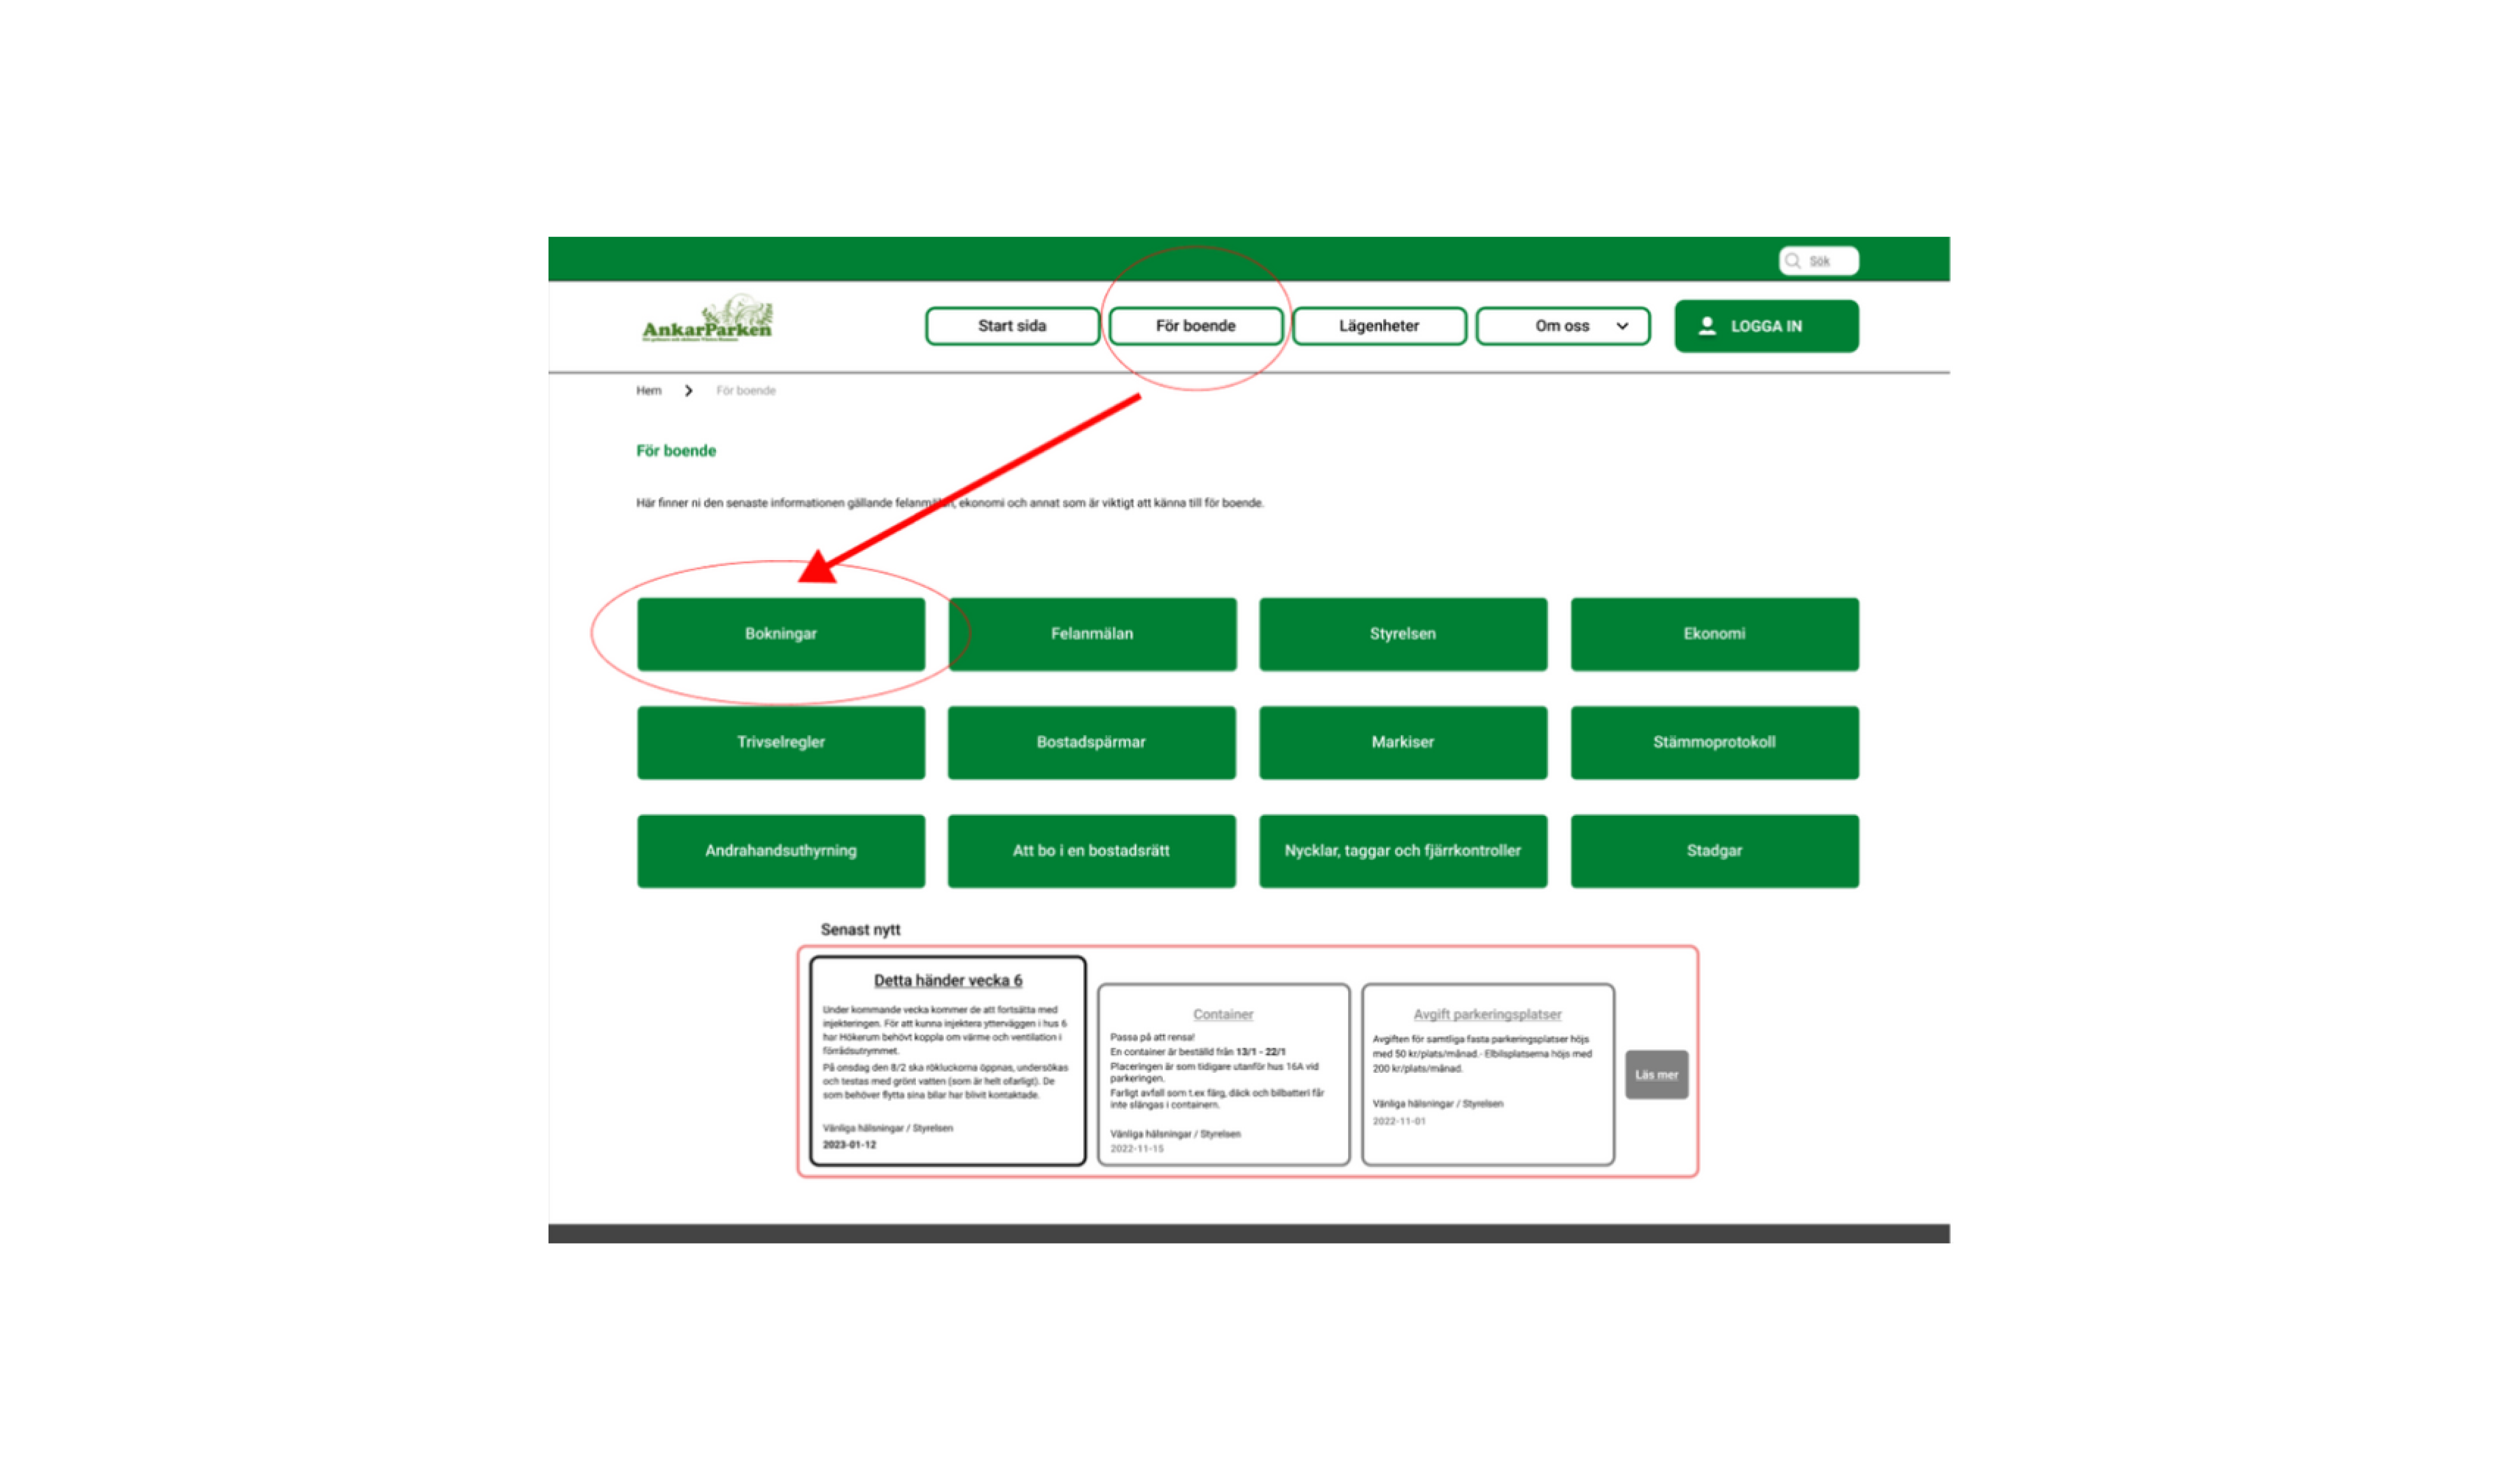 Sök
AnkarParken
Start sida
För boende
Lägenheter
Om oss
LOGGA IN
Hem
För boende
För boende
Här finner ni den senaste informationen gällande felanmälan, ekonomi och annat som är viktigt att känna till för boende.
Bokningar
Felanmälan
Styrelsen
Ekonomi
Trivselregler
Bostadspärmar
Markiser
Stämmoprotokoll
Andrahandsuthyrning
Att bo i en bostadsrätt
Nycklar, taggar och fjärrkontroller
Stadgar
Senast nytt
Detta händer vecka 6
Under kommande vecka kommer de att fortsätta med
injekteringen. För att kunna injektera ytterväggen i hus 6
har Hökerum behövt koppla om värme och ventilation i
förrådsutrymmet.
På onsdag den 8/2 ska rökluckorna öppnas, undersökas
och testas med grönt vatten (som är helt ofarligt). De
som behöver flytta sina bilar har blivit kontaktade.
Vänliga hälsningar / Styrelsen
2023-01-12
Container
Passa på att rensa!
En container är beställd från 13/1 - 22/1
Placeringen är som tidigare utanför hus 16A vid
parkeringen.
Farligt avfall som t.ex färg, däck och bilbatteri får
inte slängas i containern.
Vänliga hälsningar / Styrelsen
2022-11-15
Avgift parkeringsplatser
Avgiften för samtliga fasta parkeringsplatser höjs
med 50 kr/plats/månad.- Elbilsplatserna höjs med
200 kr/plats/månad.
Vänliga hälsningar / Styrelsen
2022-11-01
Läs mer